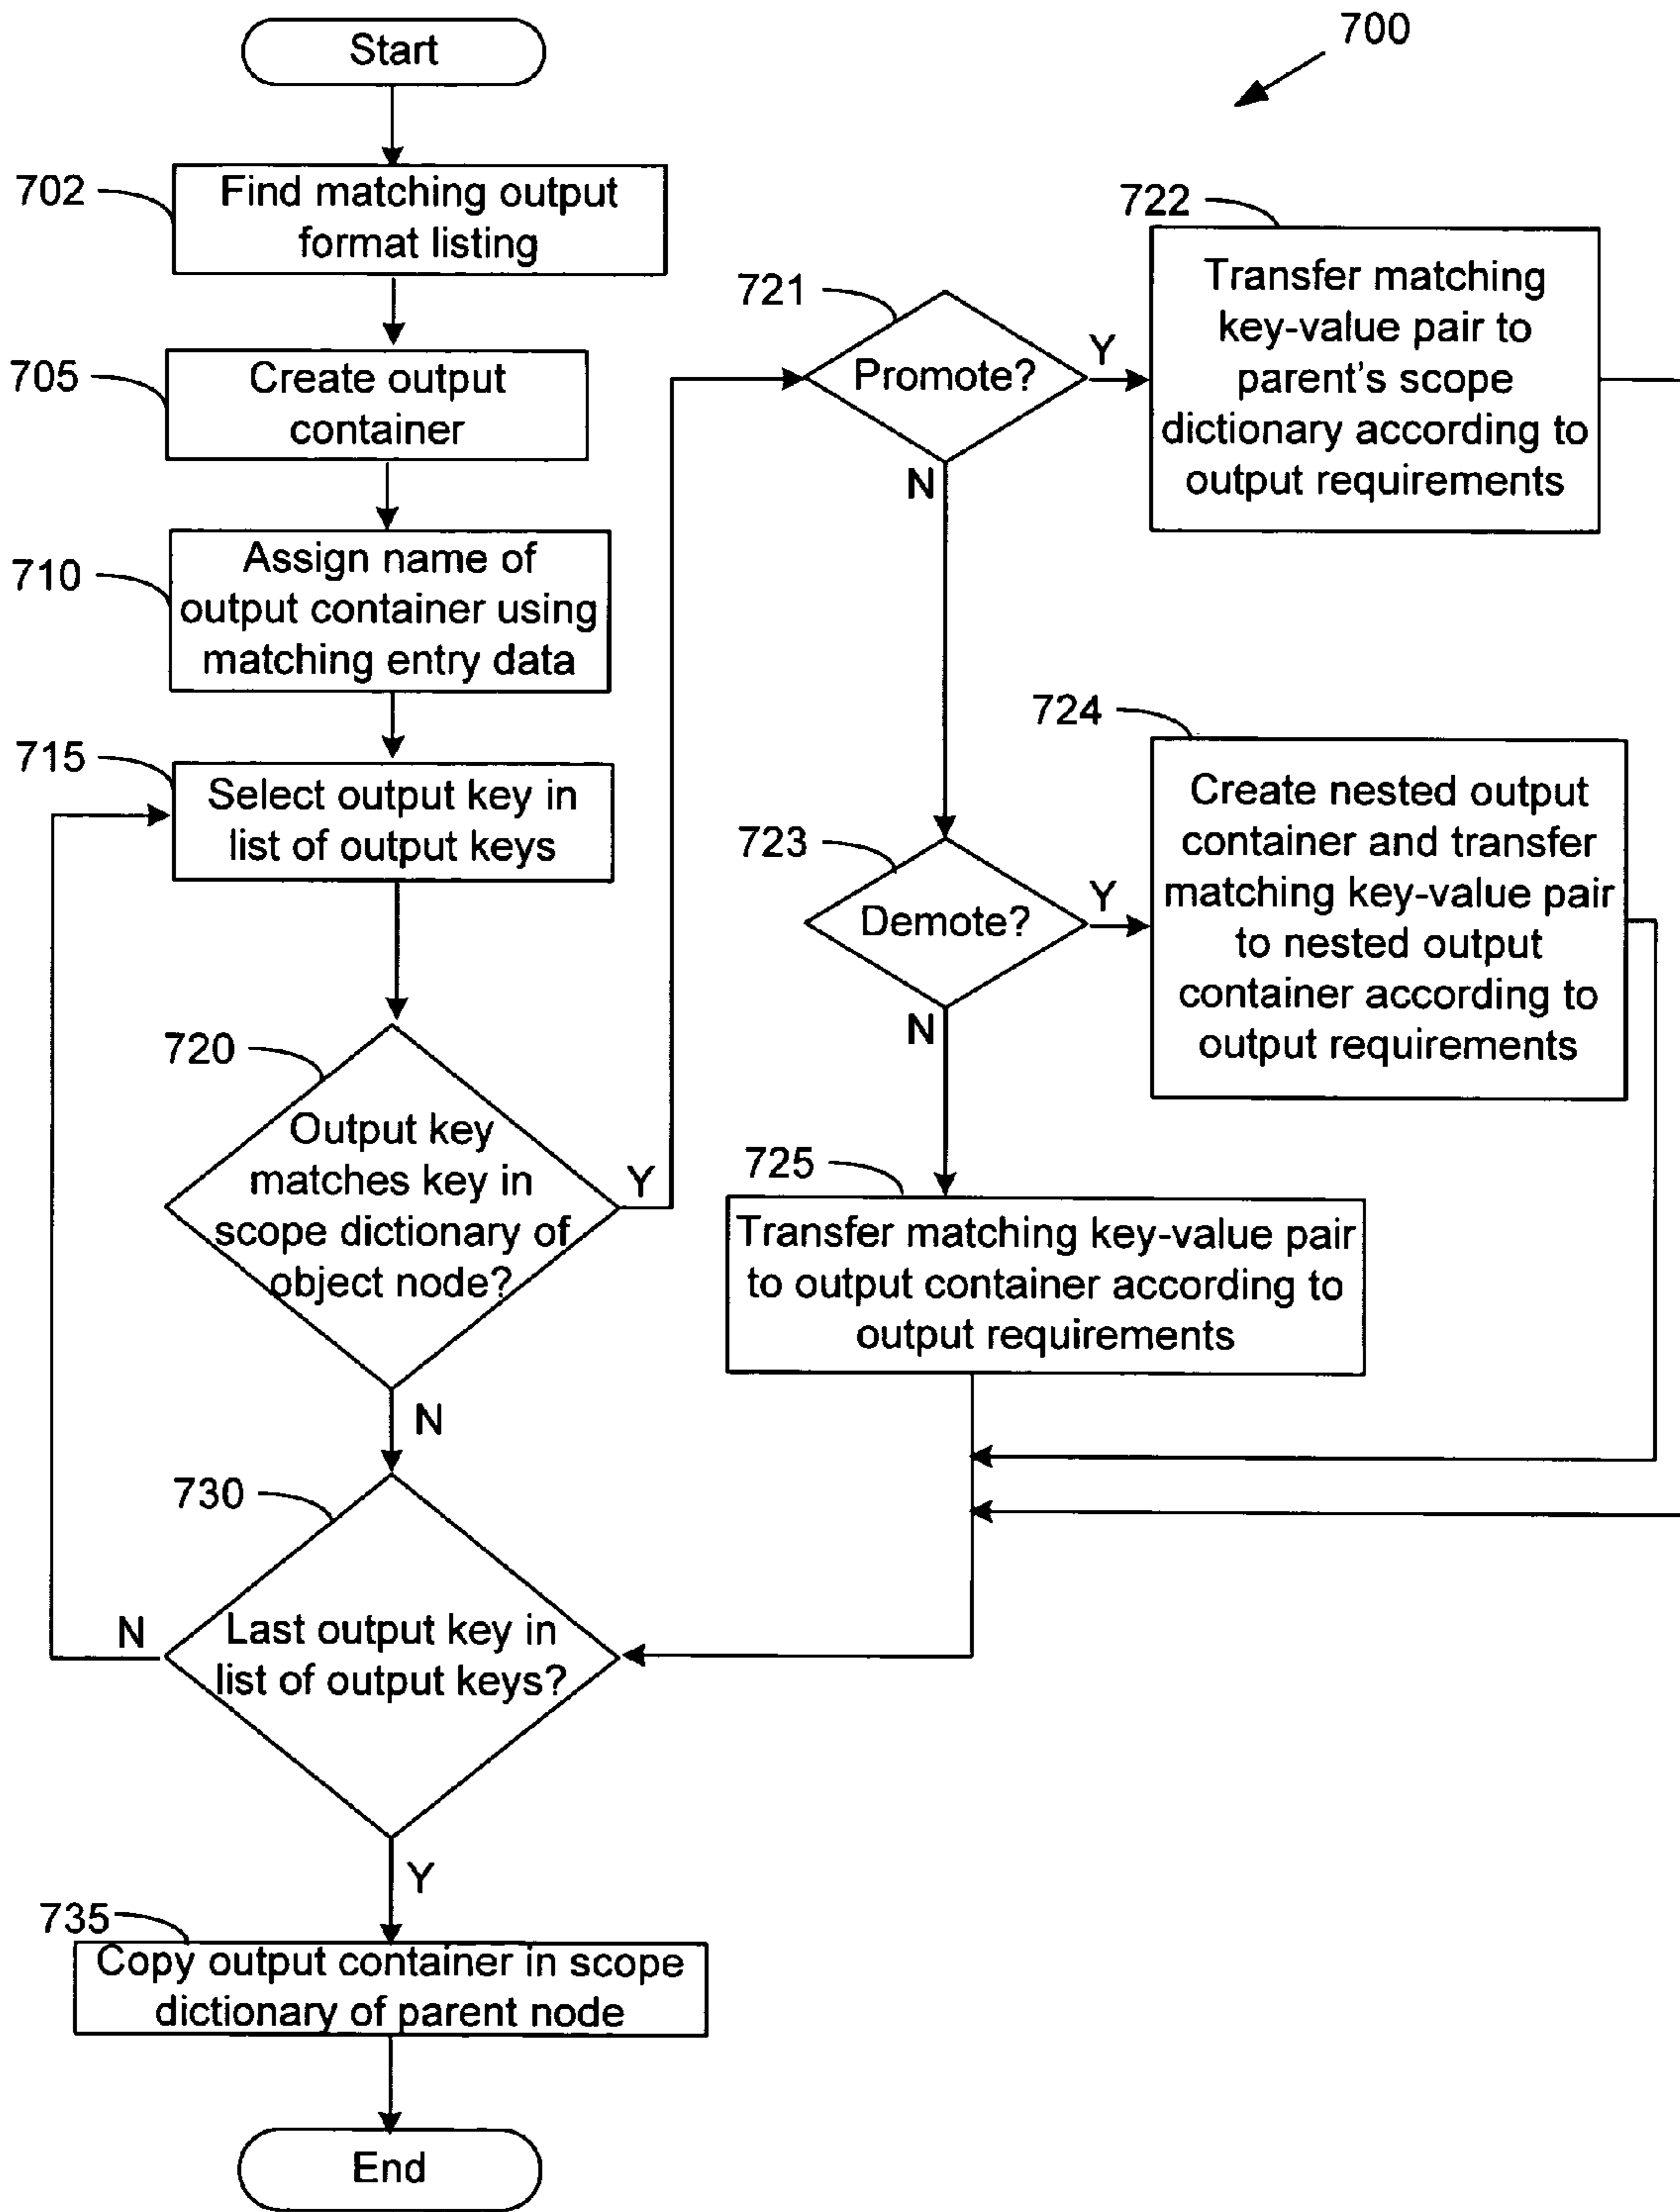 Start
700
702
Find matching output
format listing
705
Create output
container
710
Assign name of
output container using
matching entry data
715
Select output key in
list of output keys
720
Output key
matches key in
scope dictionary of
object node?
Y
N
721
Promote?
Y
N
722
Transfer matching
key-value pair to
parent's scope
dictionary according to
output requirements
723
Demote?
Y
N
724
Create nested output
container and transfer
matching key-value pair
to nested output
container according to
output requirements
725
Transfer matching key-value pair
to output container according to
output requirements
730
Last output key in
list of output keys?
N
Y
735
Copy output container in scope
dictionary of parent node
End